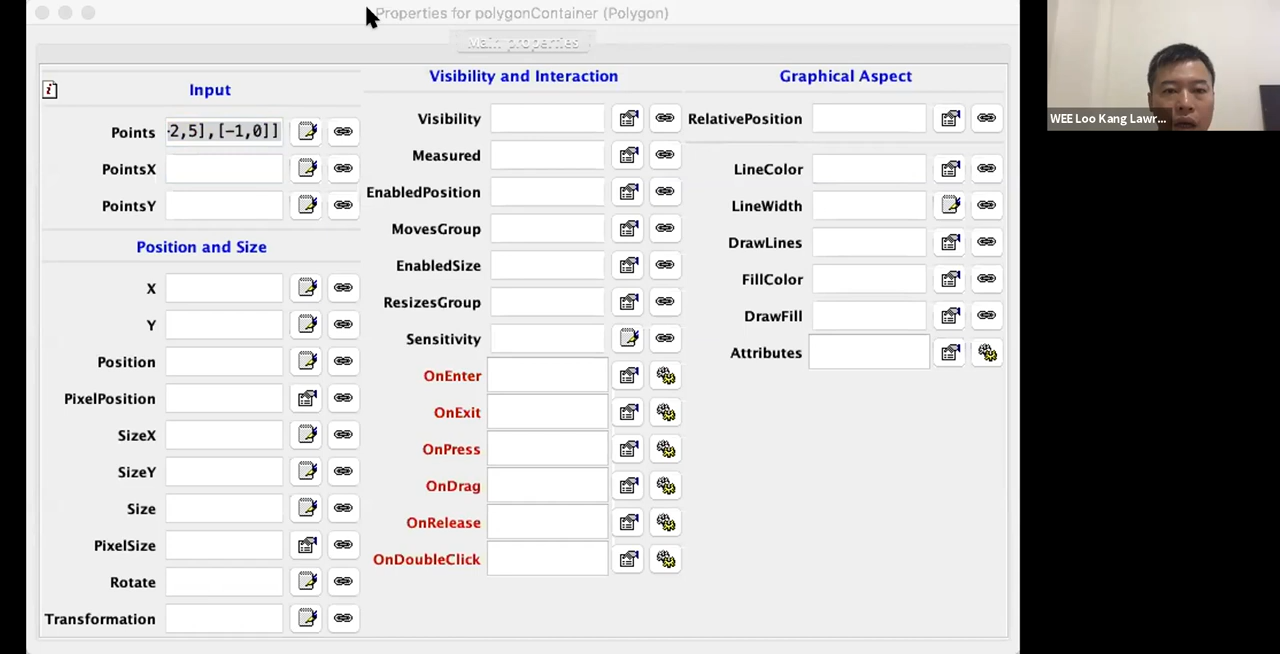 Properties for polygonContainer (Polygon)
Main properties
Input
Points
-2,5],[-1,0]]
PointsX
PointsY
Position and Size
X
Y
Position
PixelPosition
SizeX
SizeY
Size
PixelSize
Rotate
Transformation
Visibility and Interaction
Visibility
Measured
EnabledPosition
MovesGroup
EnabledSize
ResizesGroup
Sensitivity
OnEnter
OnExit
OnPress
OnDrag
OnRelease
OnDoubleClick
Graphical Aspect
RelativePosition
LineColor
LineWidth
DrawLines
FillColor
DrawFill
Attributes
WEE Loo Kang Lawr...